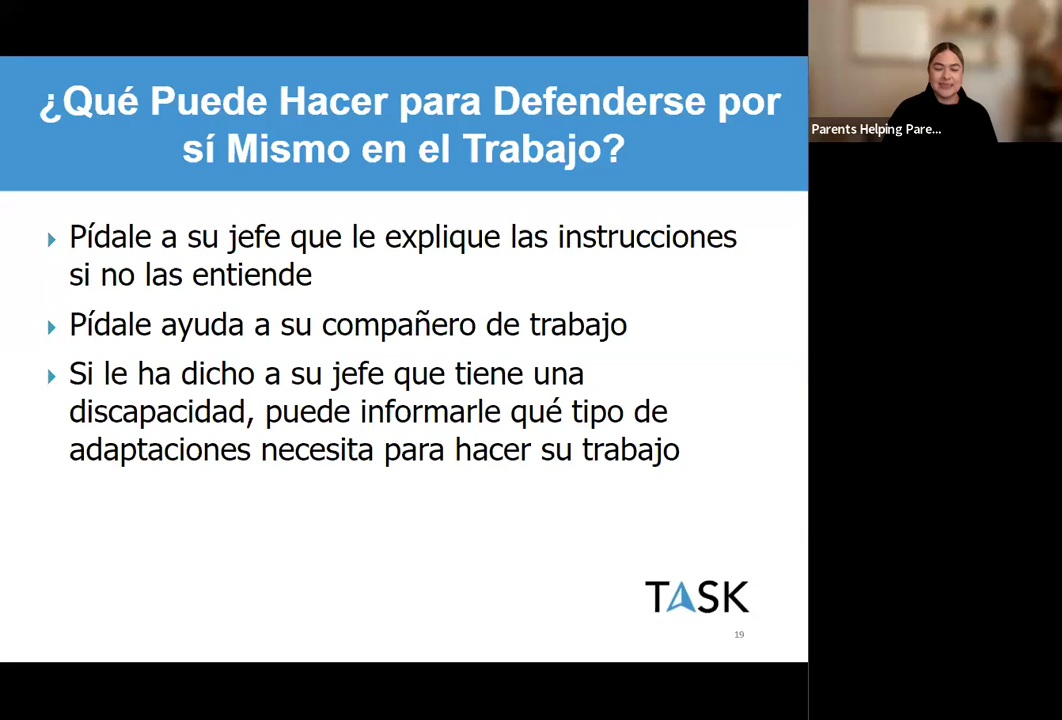 ¿Qué Puede Hacer para Defenderse por
sí Mismo en el Trabajo?
Pídale a su jefe que le explique las instrucciones
si no las entiende
Pídale ayuda a su compañero de trabajo
Si le ha dicho a su jefe que tiene una
discapacidad, puede informarle qué tipo de
adaptaciones necesita para hacer su trabajo
TASK
19
Parents Helping Pare...